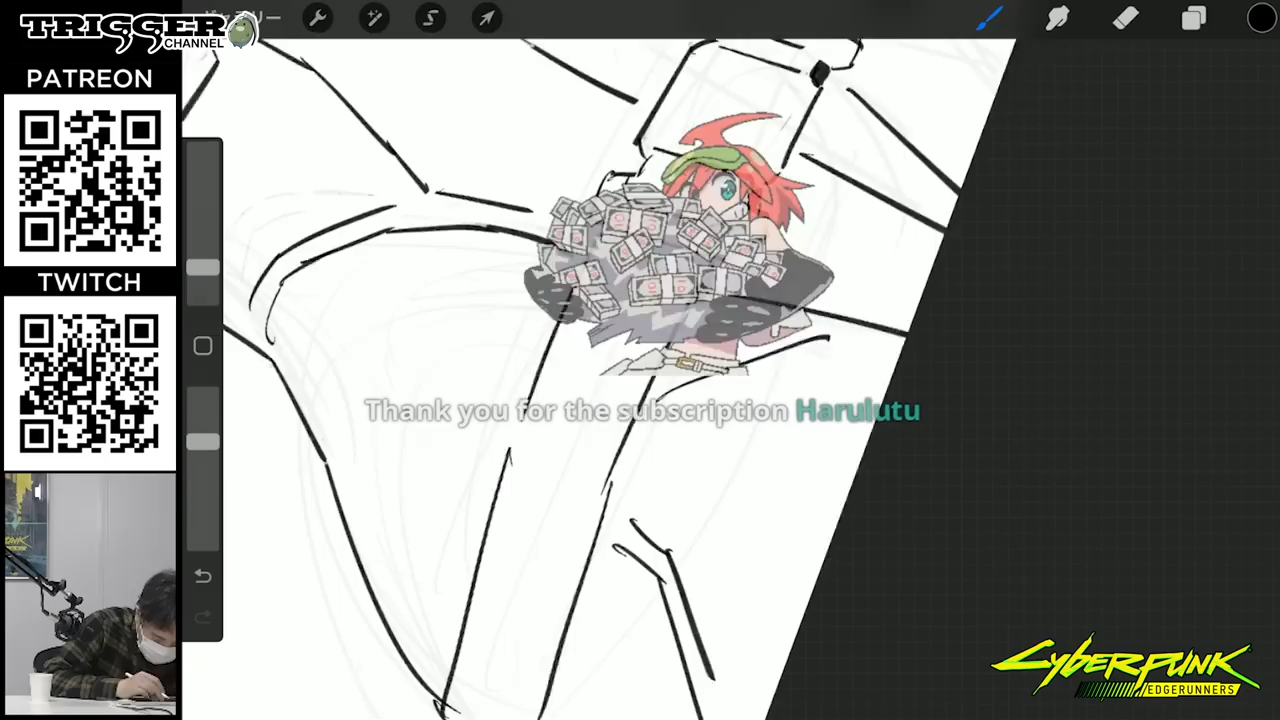 TRIGGER
CHANNEL
PATREON
TWITCH
Thank you for the subscription Harulutu
CYBERPUNK
EDGERUNNERS